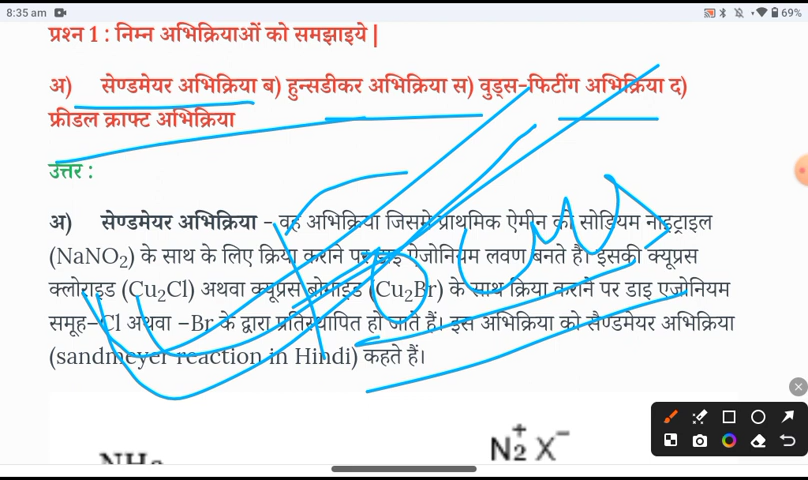 8:35 am
69%
प्रश्न 1 : निम्न अभिक्रियाओं को समझाइये |
अ) सेण्डमेयर अभिक्रिया ब) हुन्सडीकर अभिक्रिया स) वुड्स-फिटींग अभिक्रिया द)
फ्रीडल क्राफ्ट अभिक्रिया
उत्तर :
अ) सेण्डमेयर अभिक्रिया - वह अभिक्रिया जिसमे प्राथमिक ऐमीन को सोडियम नाइट्राइल
(NaNO₂) के साथ के लिए क्रिया कराने पर डाइ ऐजोनियम लवण बनते है। इसकी क्यूप्रस
क्लोराइड (Cu₂Cl) अथवा क्यूप्रस ब्रोमाइड (Cu₂Br) के साथ क्रिया कराने पर डाइ एजोनियम
समूह-Cl अथवा -Br के द्वारा प्रतिस्थापित हो जाते हैं। इस अभिक्रिया को सैण्डमेयर अभिक्रिया
(sandmeyer reaction in Hindi) कहते हैं।
N₂⁺ X⁻